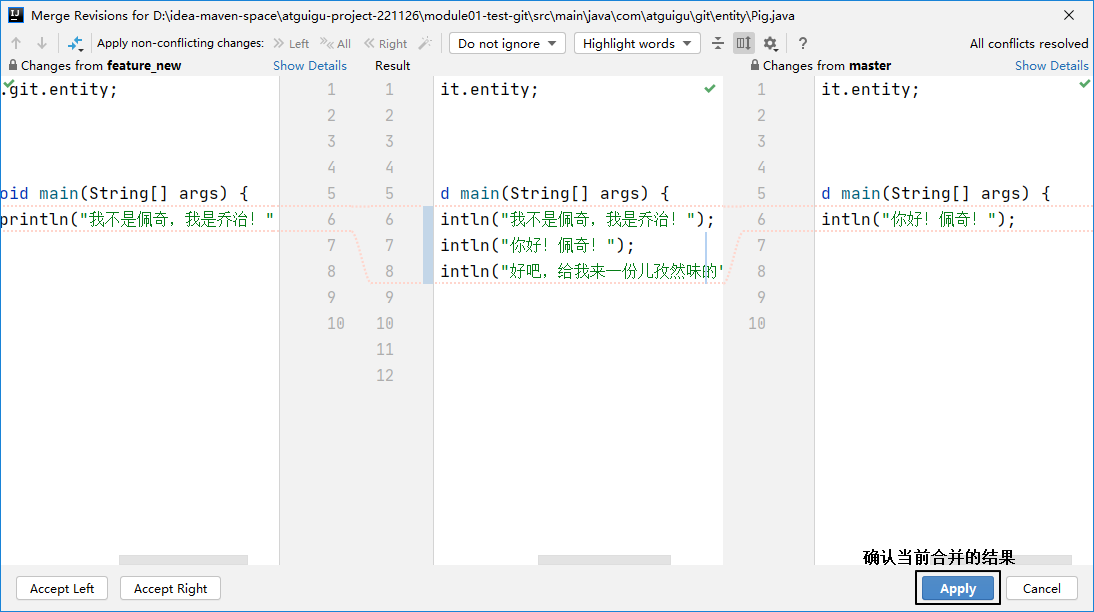 Merge Revisions for D:\idea-maven-space\atguigu-project-221126\module01-test-git\src\main\java\com\atguigu\git\entity\Pig.java
Apply non-conflicting changes: Left All Right Do not ignore Highlight words ? All conflicts resolved
Changes from feature_new Show Details Result Changes from master Show Details
.git.entity; 1 1 it.entity; 1 it.entity;
2 2 2
3 3 3
4 4 4
oid main(String[] args) { 5 5 d main(String[] args) { 5 d main(String[] args) {
println("我不是佩奇，我是乔治！" 6 6 intln("我不是佩奇，我是乔治！"); 6 intln("你好！佩奇！");
7 7 intln("你好！佩奇！"); 7
8 8 intln("好吧，给我来一份儿孜然味的 8
9 9 9
10 10 10
11
12
确认当前合并的结果
Accept Left Accept Right Apply Cancel